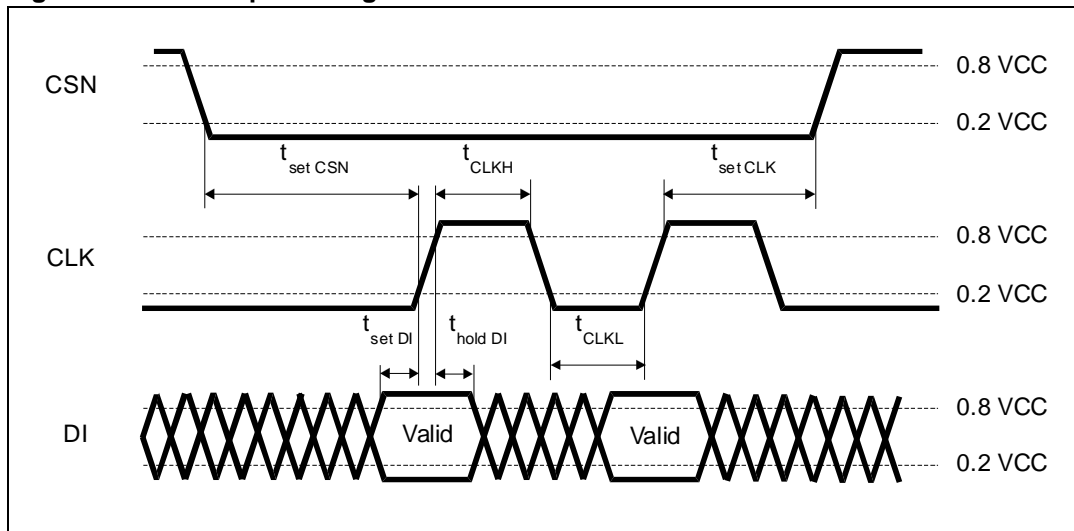 CSN
0.8 VCC
0.2 VCC
t set CSN
t CLKH
t set CLK
CLK
0.8 VCC
0.2 VCC
t set DI
t hold DI
t CLKL
DI
Valid
Valid
0.8 VCC
0.2 VCC